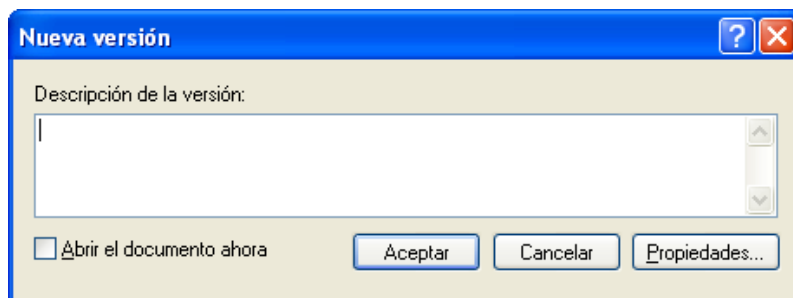 Nueva versión
Descripción de la versión:
Abrir el documento ahora Aceptar Cancelar Propiedades...